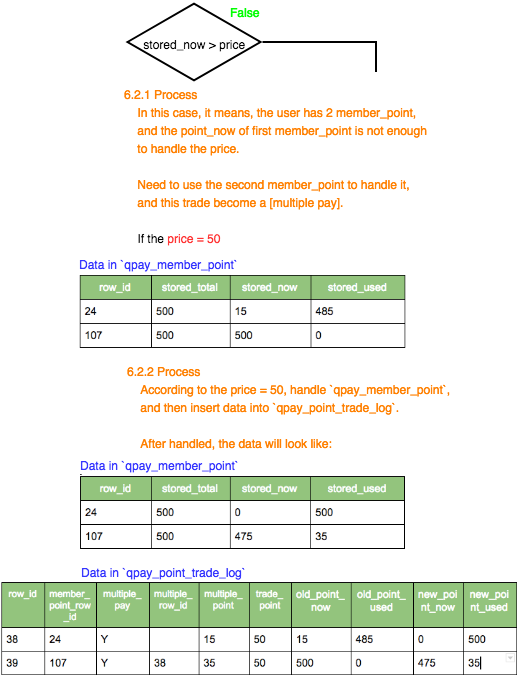 False
stored_now > price
6.2.1 Process
In this case, it means, the user has 2 member_point,
and the point_now of first member_point is not enough
to handle the price.
Need to use the second member_point to handle it,
and this trade become a [multiple pay].
If the price = 50
Data in `qpay_member_point`
row_id stored_total stored_now stored_used
24 500 15 485
107 500 500 0
6.2.2 Process
According to the price = 50, handle `qpay_member_point`,
and then insert data into `qpay_point_trade_log`.
After handled, the data will look like:
Data in `qpay_member_point`
row_id stored_total stored_now stored_used
24 500 0 500
107 500 475 35
Data in `qpay_point_trade_log`
row_id member_ multiple_ multiple_ multiple_ trade_ old_point_ old_point_ new_poi new_poi
point_row pay row_id point point now used nt_now nt_used
_id
38 24 Y 15 50 15 485 0 500
39 107 Y 38 35 50 500 0 475 35